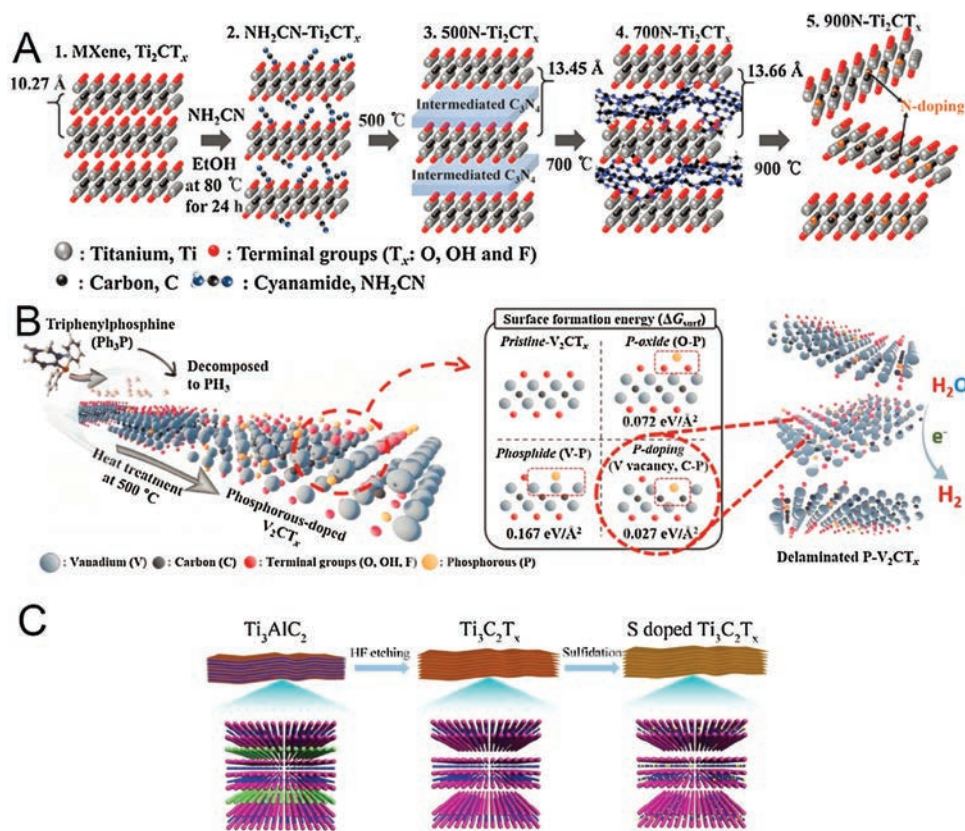 A
1. MXene, Ti₂CTₓ
10.27 Å
NH₂CN
EtOH
at 80 ℃
for 24 h
2. NH₂CN-Ti₂CTₓ
500 ℃
3. 500N-Ti₂CTₓ
Intermediated C₃N₄
Intermediated C₃N₄
13.45 Å
700 ℃
4. 700N-Ti₂CTₓ
13.66 Å
900 ℃
5. 900N-Ti₂CTₓ
N-doping
: Titanium, Ti : Terminal groups (Tₓ: O, OH and F)
: Carbon, C : Cyanamide, NH₂CN
B
Triphenylphosphine
(Ph₃P)
Decomposed
to PH₃
Heat treatment
at 500 °C
Phosphorous-doped
V₂CTₓ
Surface formation energy (ΔG_surf)
Pristine-V₂CTₓ
P-oxide (O-P)
0.072 eV/Å²
Phosphide (V-P)
0.167 eV/Å²
P-doping
(V vacancy, C-P)
0.027 eV/Å²
H₂O
e⁻
H₂
Delaminated P-V₂CTₓ
: Vanadium (V) : Carbon (C) : Terminal groups (O, OH, F) : Phosphorous (P)
C
Ti₃AlC₂
HF etching
Ti₃C₂Tₓ
Sulfidation
S doped Ti₃C₂Tₓ